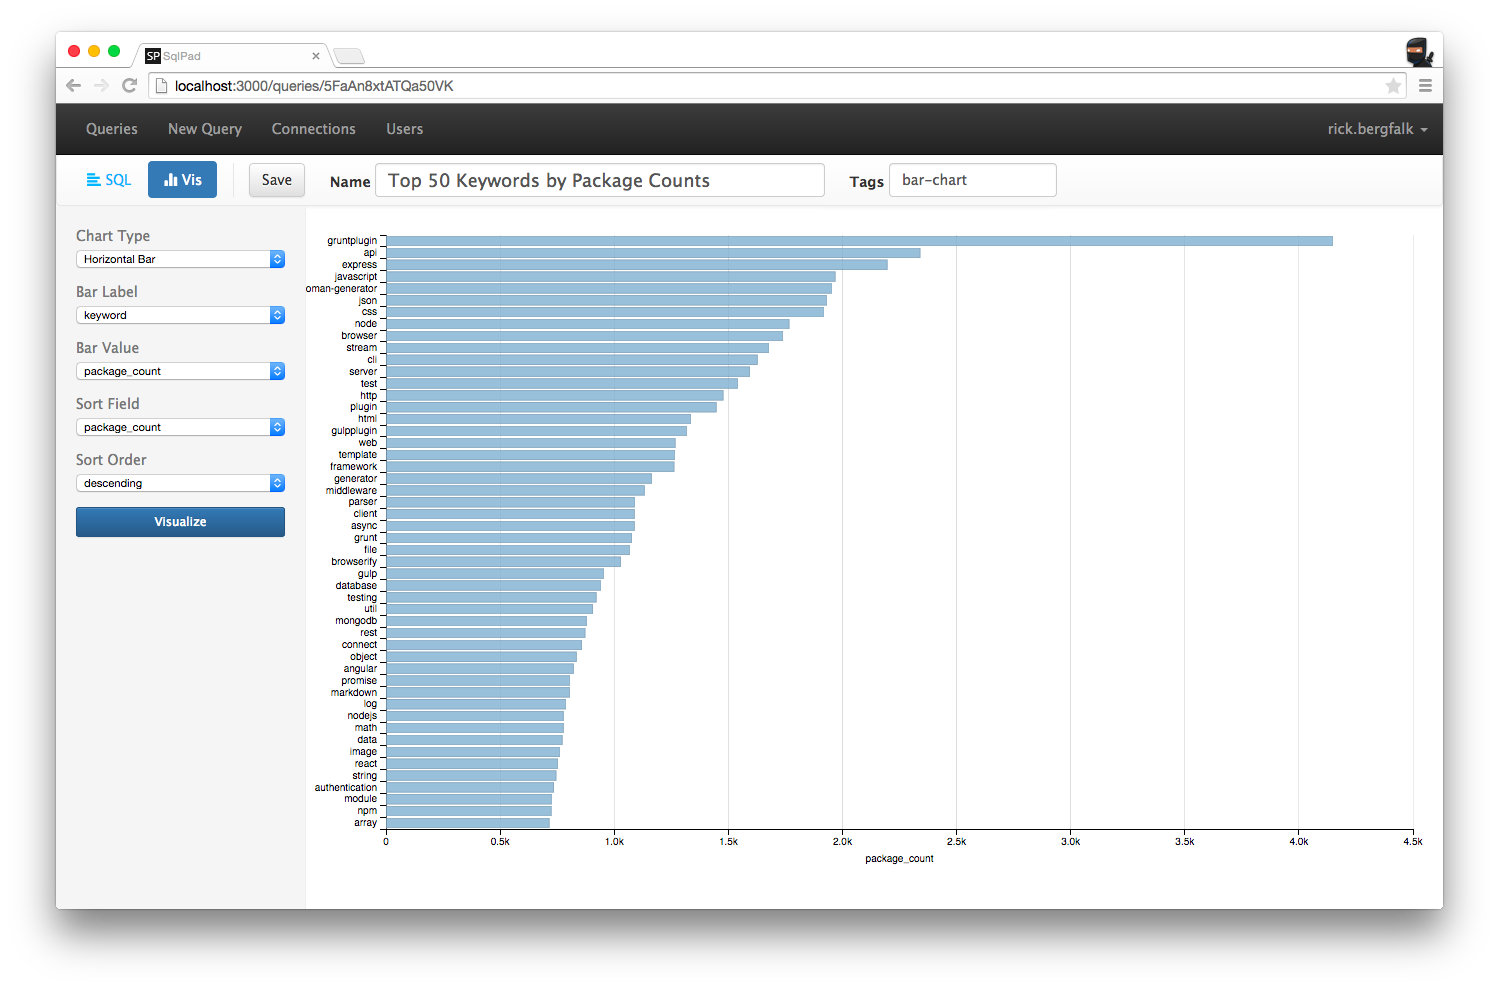 SP SqlPad
localhost:3000/queries/5FaAn8xtATQa50VK
Queries New Query Connections Users rick.bergfalk
SQL Vis Save Name Top 50 Keywords by Package Counts Tags bar-chart
Chart Type
Horizontal Bar
Bar Label
keyword
Bar Value
package_count
Sort Field
package_count
Sort Order
descending
Visualize
gruntplugin
api
express
javascript
oman-generator
json
css
node
browser
stream
cli
server
test
http
plugin
html
gulpplugin
web
template
framework
generator
middleware
parser
client
async
grunt
file
browserify
gulp
database
testing
util
mongodb
rest
connect
object
angular
promise
markdown
log
nodejs
math
data
image
react
string
authentication
module
npm
array
0 0.5k 1.0k 1.5k 2.0k 2.5k 3.0k 3.5k 4.0k 4.5k
package_count